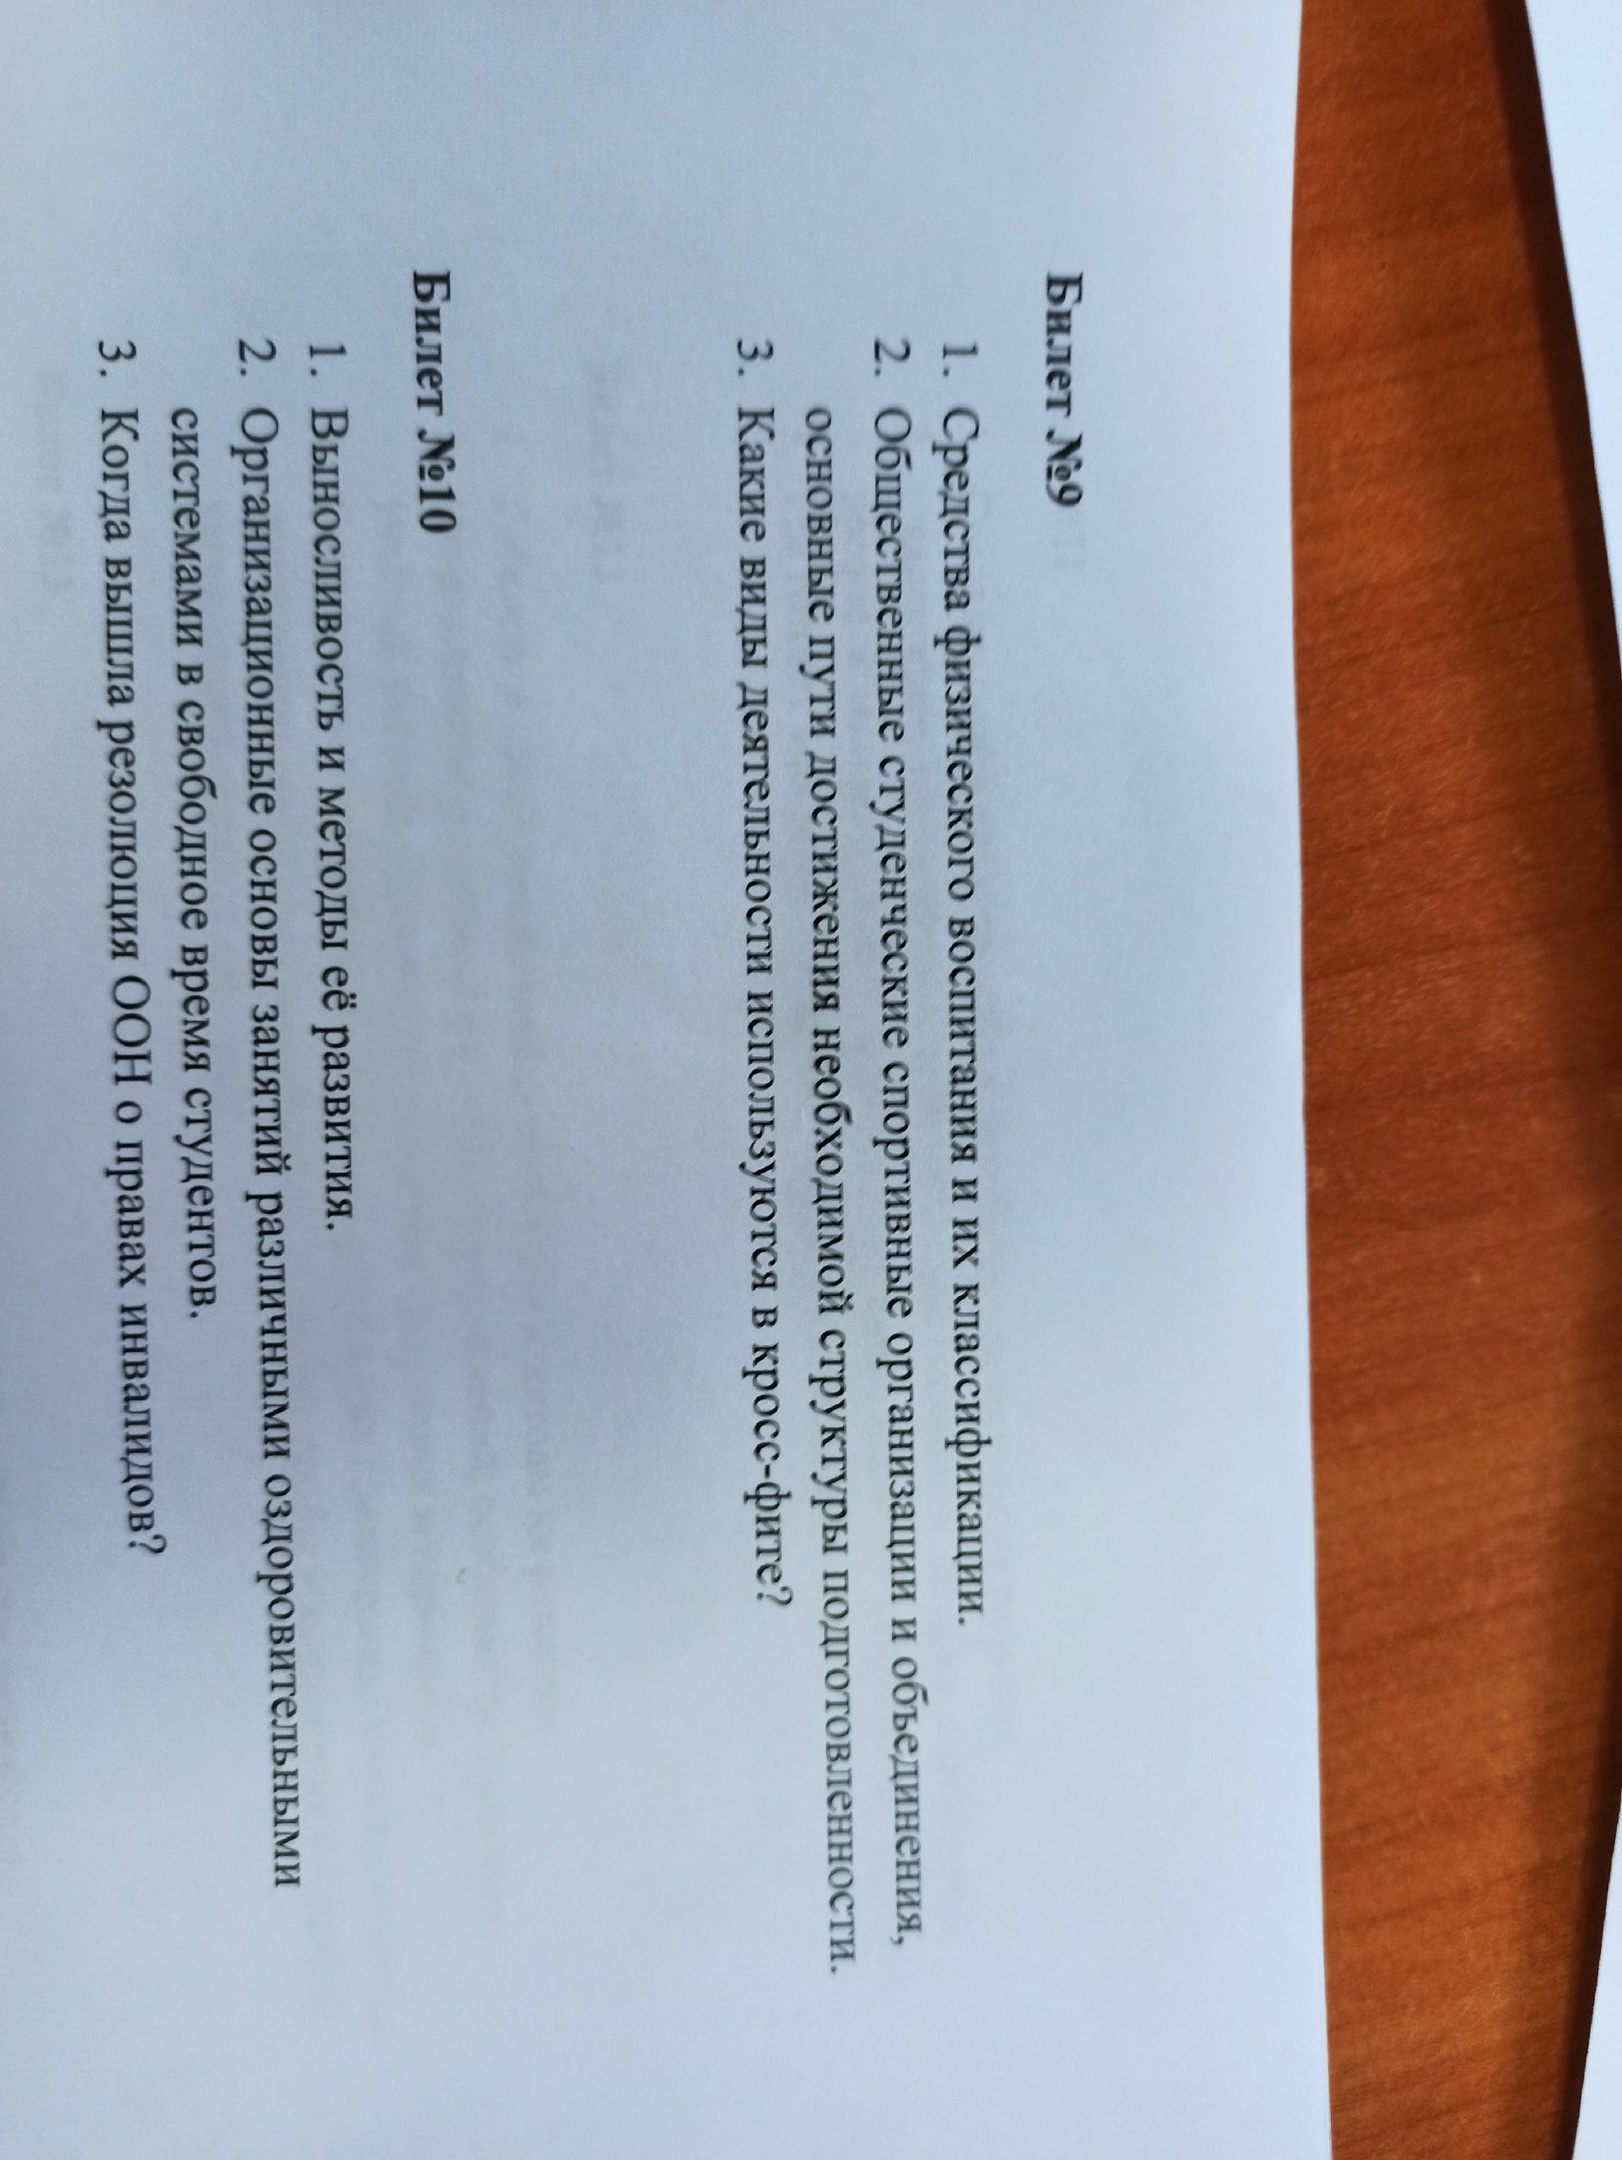 Билет №9
1. Средства физического воспитания и их классификации.
2. Общественные студенческие спортивные организации и объединения,
основные пути достижения необходимой структуры подготовленности.
3. Какие виды деятельности используются в кросс-фите?
Билет №10
1. Выносливость и методы её развития.
2. Организационные основы занятий различными оздоровительными
системами в свободное время студентов.
3. Когда вышла резолюция ООН о правах инвалидов?